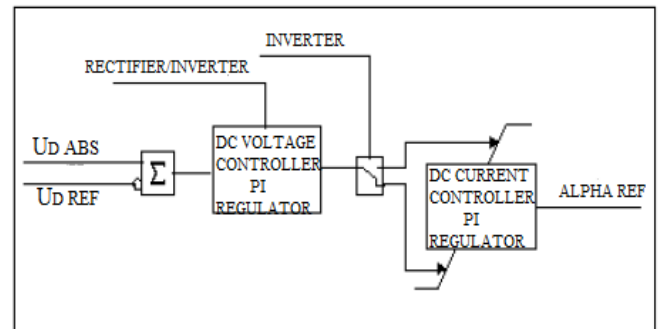 INVERTER
RECTIFIER/INVERTER
UD ABS
UD REF
Σ
DC VOLTAGE
CONTROLLER
PI
REGULATOR
DC CURRENT
CONTROLLER
PI
REGULATOR
ALPHA REF